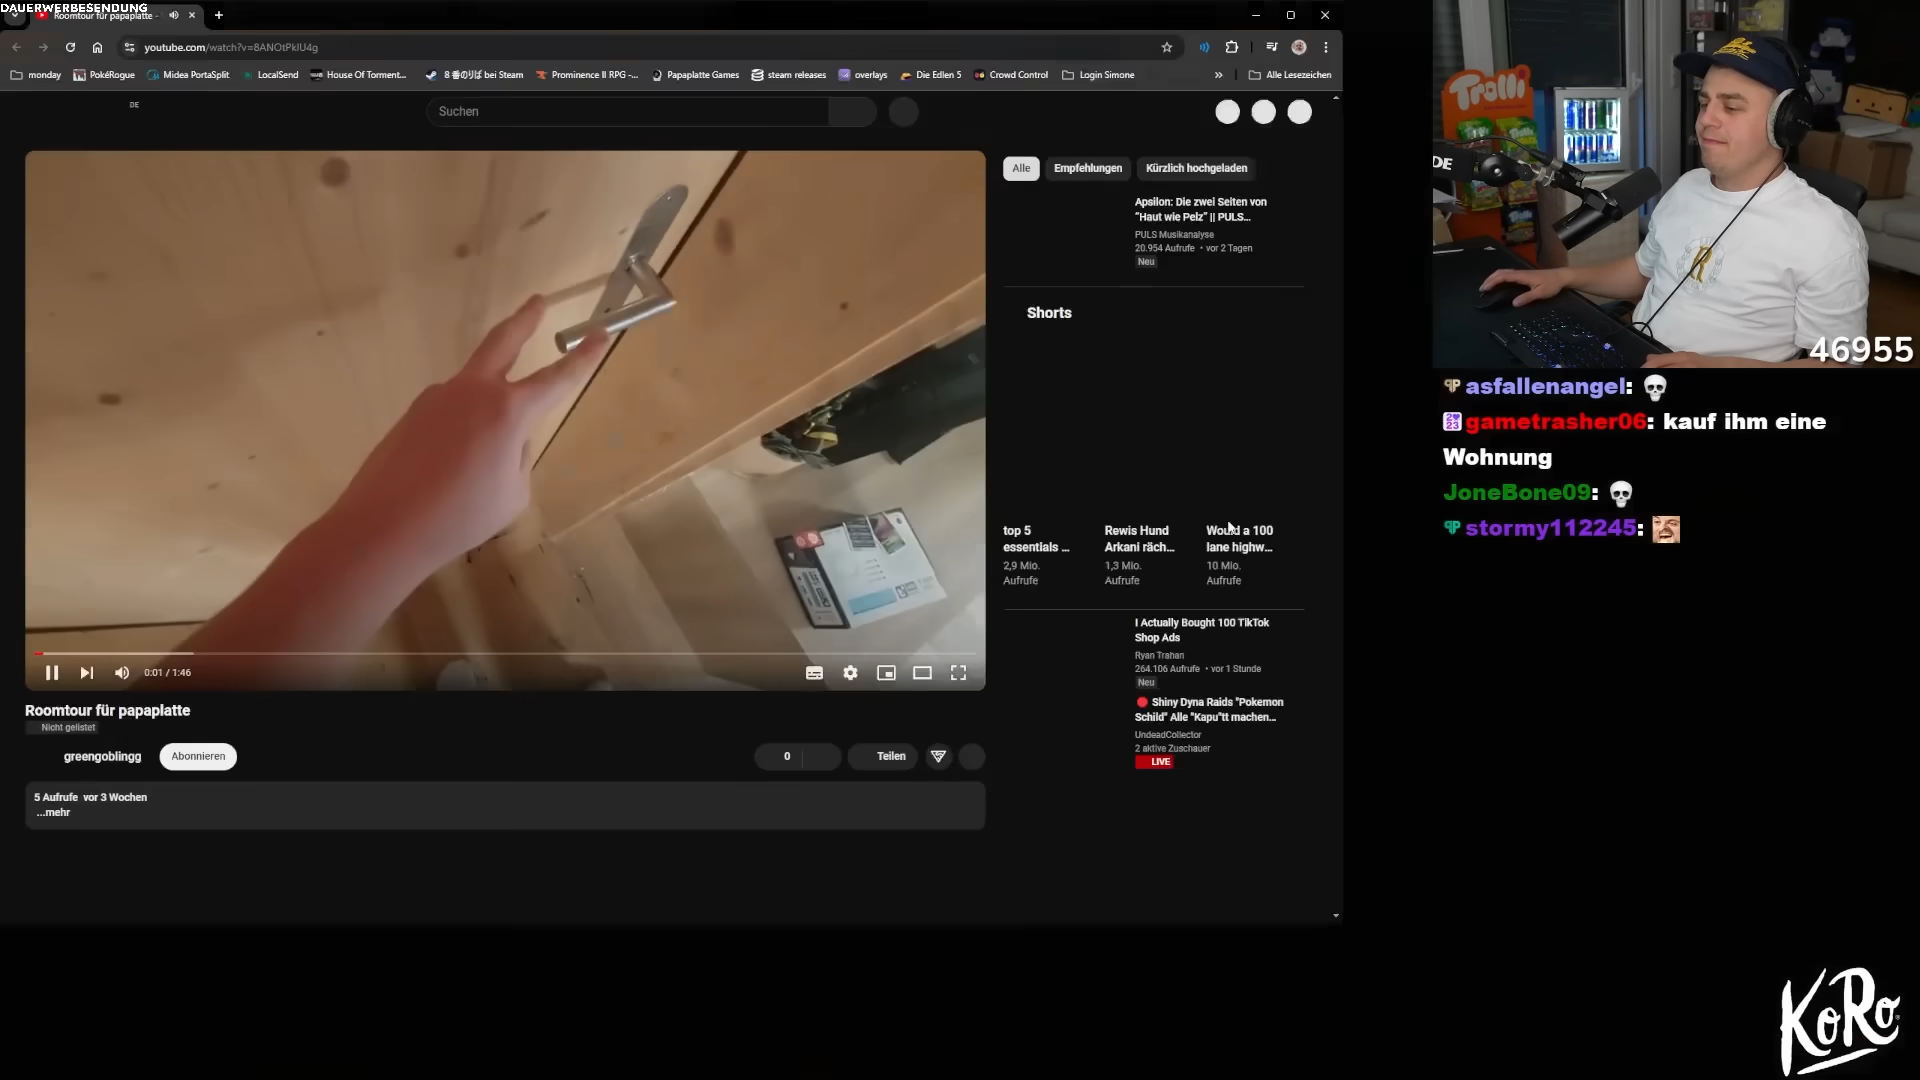 DAUERWERBESENDUNG
Roomtour für papaplatte -
youtube.com/watch?v=8ANOtPklU4g
monday
PokéRogue
Midea PortaSplit
LocalSend
House Of Torment...
8番のりば bei Steam
Prominence II RPG -...
Papaplatte Games
steam releases
overlays
Die Edlen 5
Crowd Control
Login Simone
»
Alle Lesezeichen
DE
Suchen
0:01 / 1:46
Roomtour für papaplatte
Nicht gelistet
greengoblingg
Abonnieren
0
Teilen
5 Aufrufe vor 3 Wochen
...mehr
Alle
Empfehlungen
Kürzlich hochgeladen
Apsilon: Die zwei Seiten von
"Haut wie Pelz" || PULS...
PULS Musikanalyse
20.954 Aufrufe • vor 2 Tagen
Neu
Shorts
top 5
essentials ...
2,9 Mio.
Aufrufe
Rewis Hund
Arkani räch...
1,3 Mio.
Aufrufe
Would a 100
lane highw...
10 Mio.
Aufrufe
I Actually Bought 100 TikTok
Shop Ads
Ryan Trahan
264.106 Aufrufe • vor 1 Stunde
Neu
Shiny Dyna Raids "Pokemon
Schild" Alle "Kapu"tt machen...
UndeadCollector
2 aktive Zuschauer
LIVE
Trolli
DE
R
46955
asfallenangel: 💀
gametrasher06: kauf ihm eine
Wohnung
JoneBone09: 💀
stormy112245:
KoRo